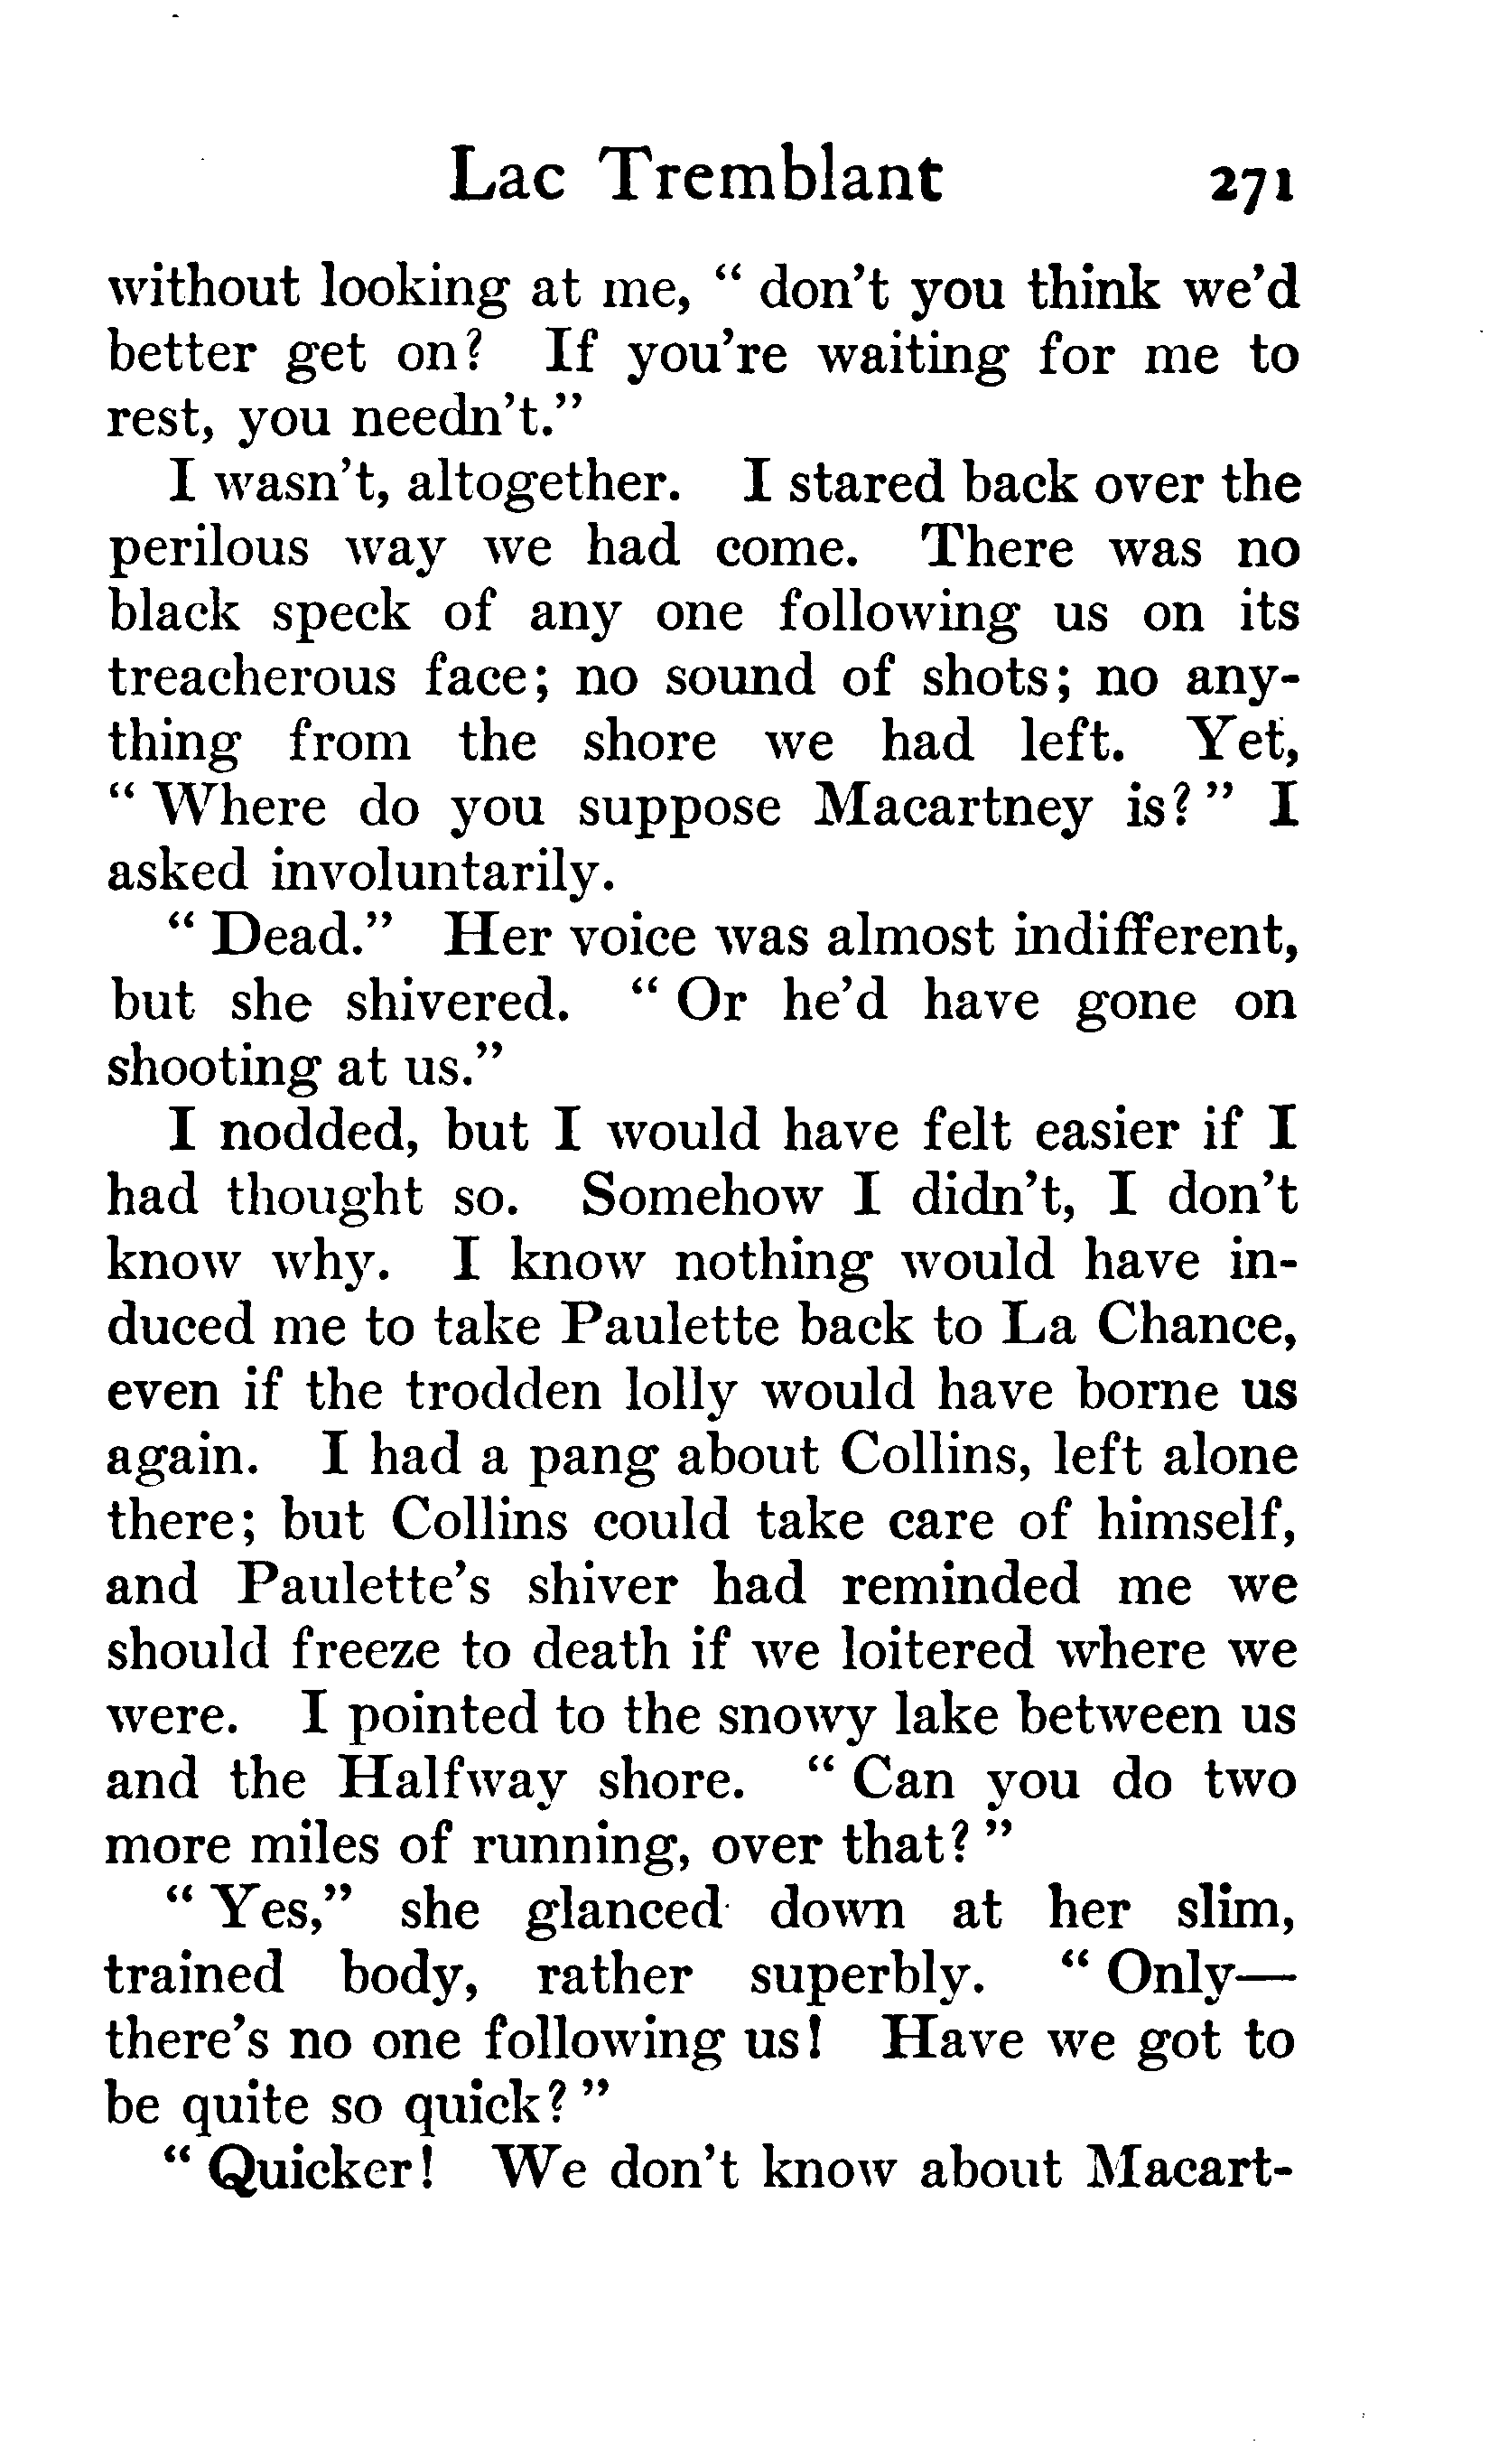 Lac Tremblant 271
without looking at me, " don't you think we'd
better get on? If you're waiting for me to
rest, you needn't."
I wasn't, altogether. I stared back over the
perilous way we had come. There was no
black speck of any one following us on its
treacherous face; no sound of shots; no any-
thing from the shore we had left. Yet,
" Where do you suppose Macartney is? " I
asked involuntarily.
" Dead." Her voice was almost indifferent,
but she shivered. " Or he'd have gone on
shooting at us."
I nodded, but I would have felt easier if I
had thought so. Somehow I didn't, I don't
know why. I know nothing would have in-
duced me to take Paulette back to La Chance,
even if the trodden lolly would have borne us
again. I had a pang about Collins, left alone
there; but Collins could take care of himself,
and Paulette's shiver had reminded me we
should freeze to death if we loitered where we
were. I pointed to the snowy lake between us
and the Halfway shore. " Can you do two
more miles of running, over that? "
" Yes," she glanced down at her slim,
trained body, rather superbly. " Only—
there's no one following us! Have we got to
be quite so quick? "
" Quicker! We don't know about Macart-